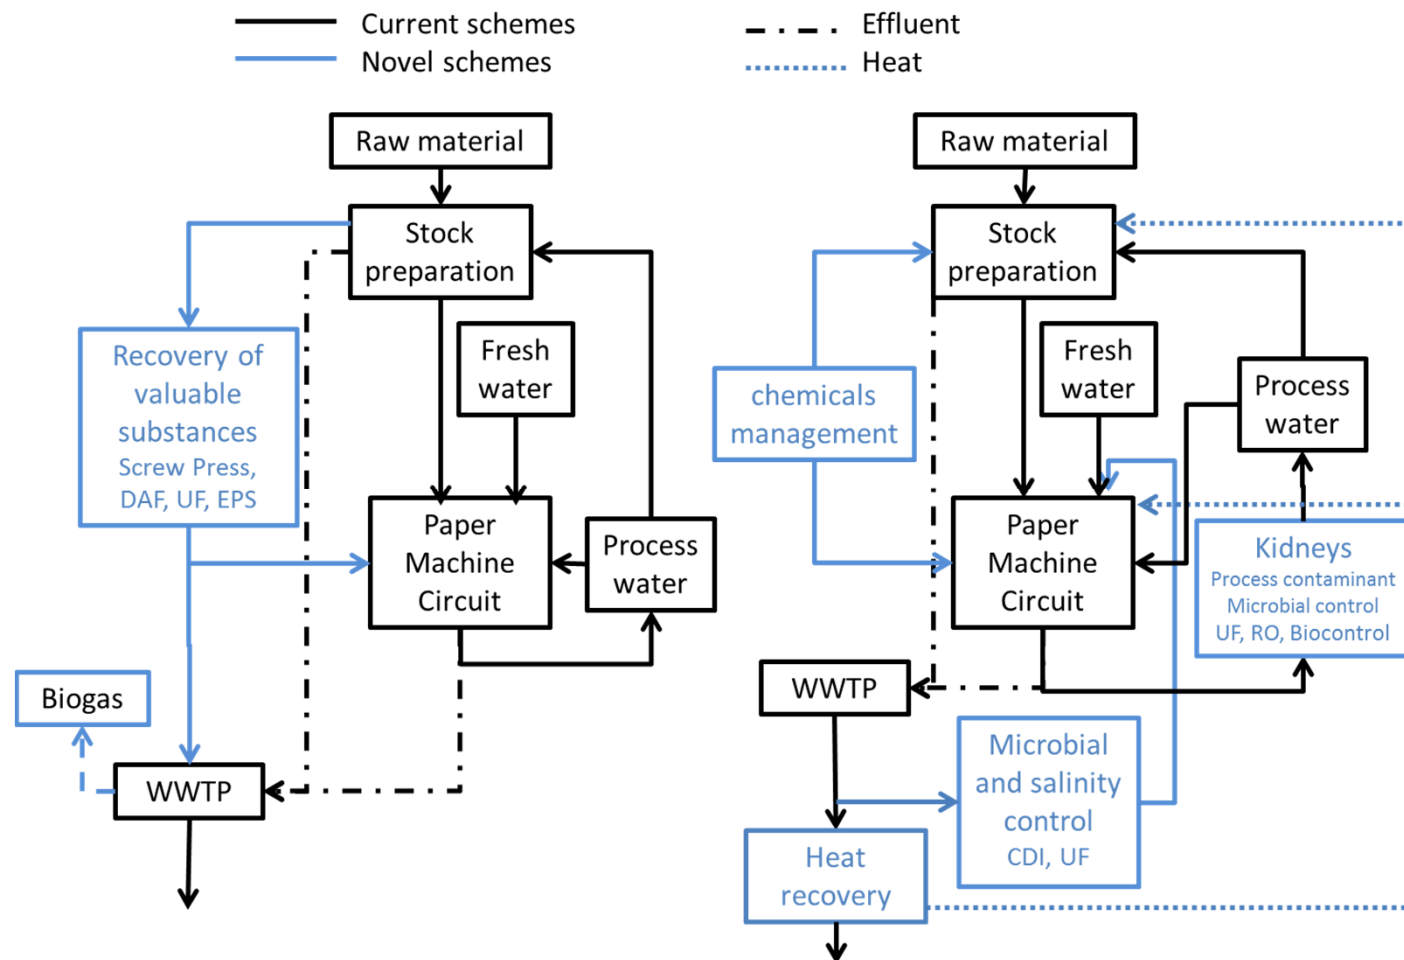 Current schemes
Novel schemes
Effluent
Heat
Raw material
Stock
preparation
Recovery of
valuable
substances
Screw Press,
DAF, UF, EPS
Fresh
water
Paper
Machine
Circuit
Process
water
Biogas
WWTP
Raw material
Stock
preparation
chemicals
management
Fresh
water
Process
water
Paper
Machine
Circuit
Kidneys
Process contaminant
Microbial control
UF, RO, Biocontrol
WWTP
Microbial
and salinity
control
CDI, UF
Heat
recovery